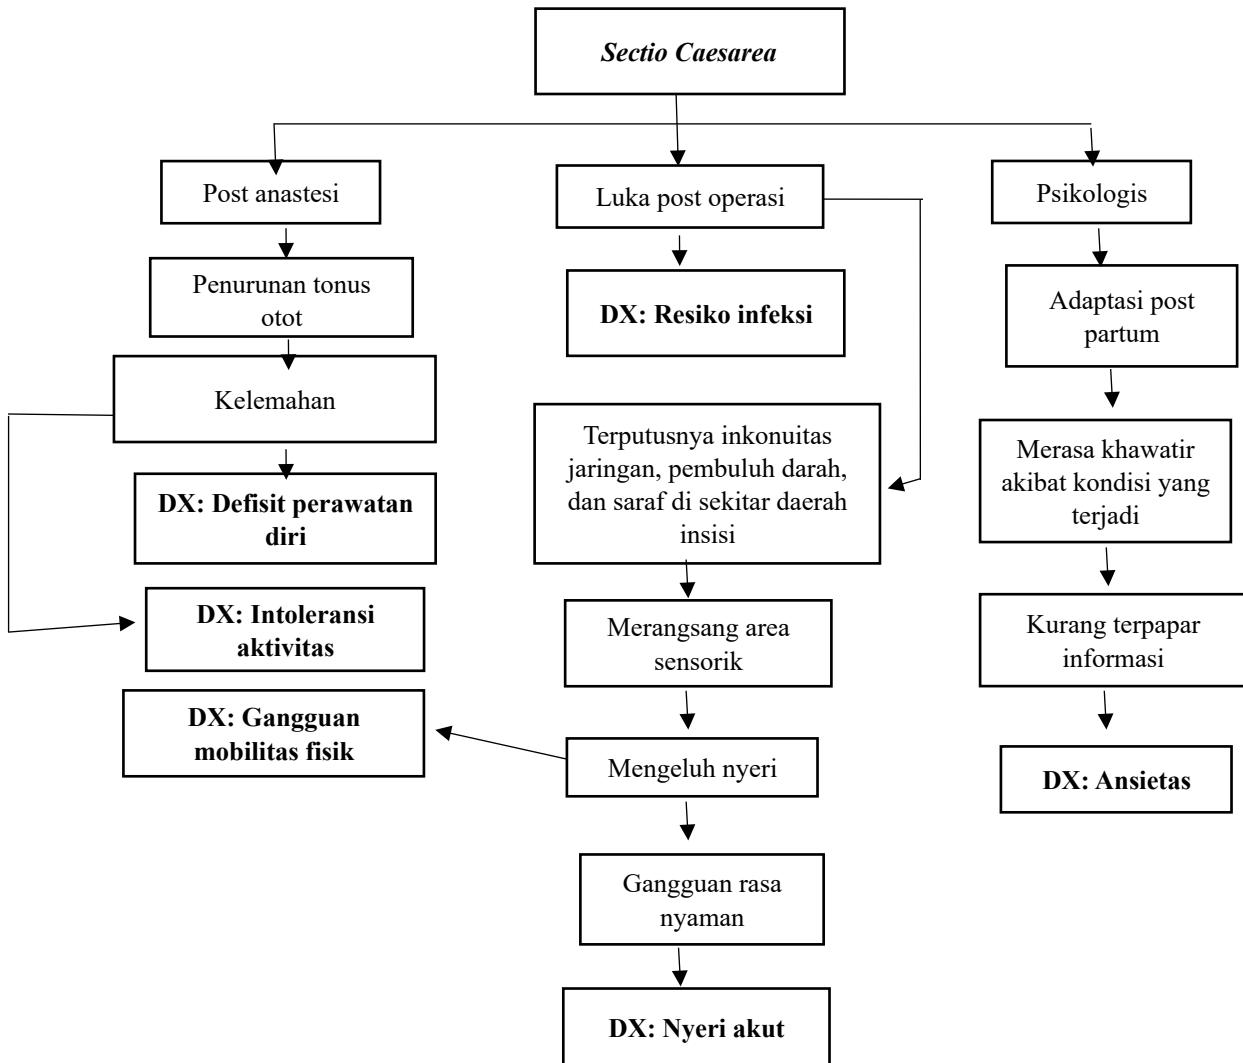 Sectio Caesarea
Post anastesi
Luka post operasi
Psikologis
Penurunan tonus
otot
DX: Resiko infeksi
Adaptasi post
partum
Kelemahan
Terputusnya inkonuitas
jaringan, pembuluh darah,
dan saraf di sekitar daerah
insisi
Merasa khawatir
akibat kondisi yang
terjadi
DX: Defisit perawatan
diri
DX: Intoleransi
aktivitas
Merangsang area
sensorik
Kurang terpapar
informasi
DX: Gangguan
mobilitas fisik
Mengeluh nyeri
DX: Ansietas
Gangguan rasa
nyaman
DX: Nyeri akut